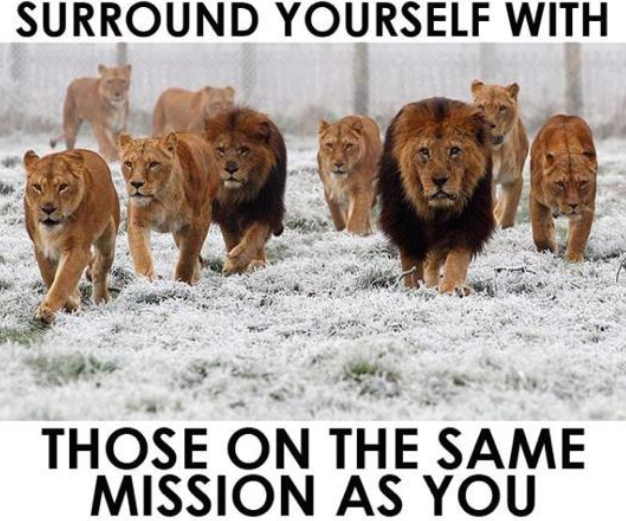 SURROUND YOURSELF WITH
THOSE ON THE SAME
MISSION AS YOU